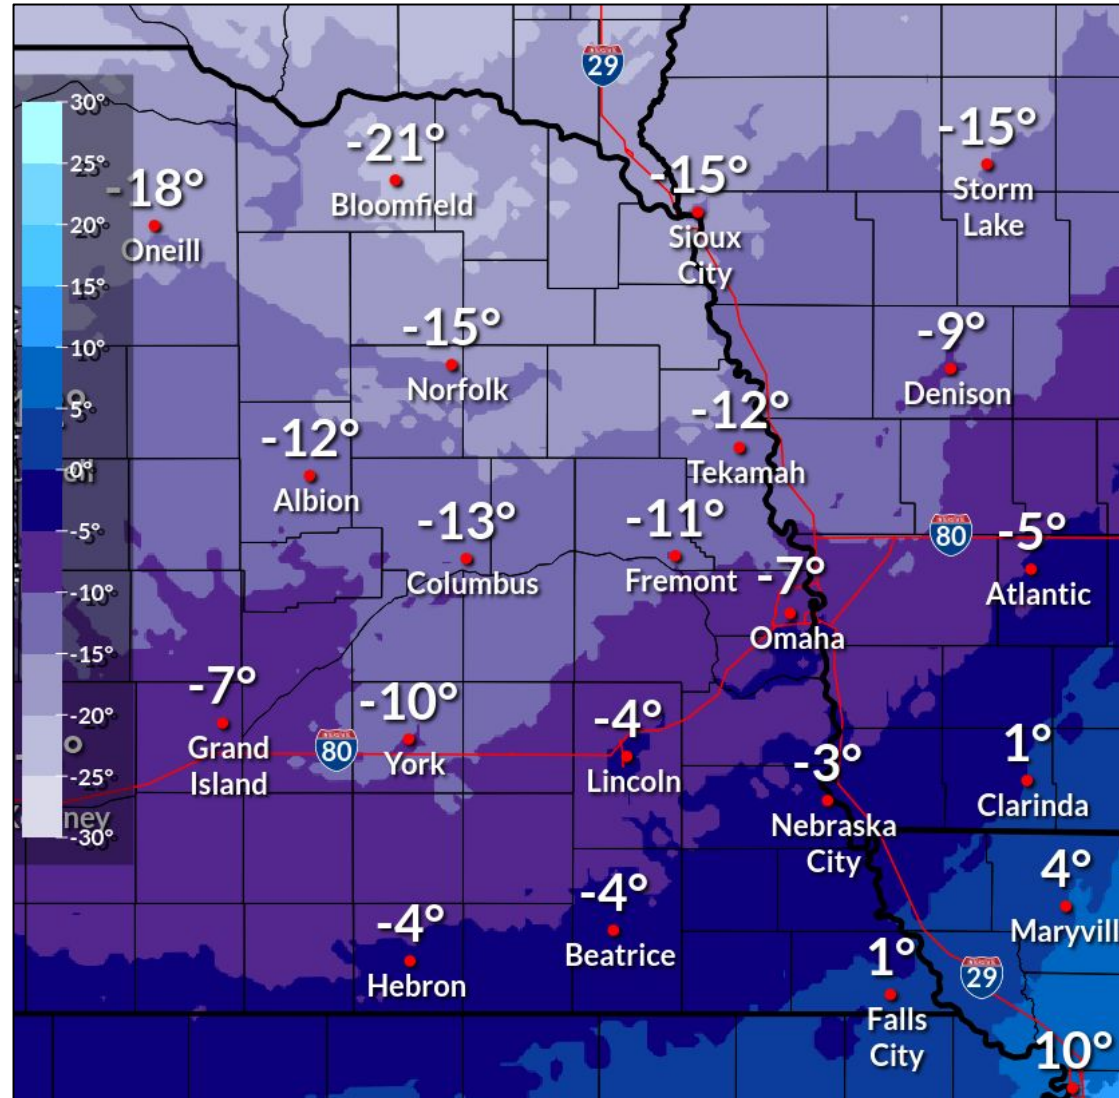 29
30°
25°
20°
15°
10°
5°
0°
-5°
-10°
-15°
-20°
-25°
-30°
-21°
Bloomfield
-15°
Storm
Lake
-18°
Oneill
-15°
Sioux
City
-15°
Norfolk
-9°
Denison
-12°
Tekamah
-12°
Albion
-13°
Columbus
-11°
Fremont
80
-5°
Atlantic
-7°
Omaha
-7°
Grand
Island
80
-10°
York
-4°
Lincoln
-3°
Nebraska
City
1°
Clarinda
4°
Maryvill
-4°
Beatrice
-4°
Hebron
1°
Falls
City
29
10°